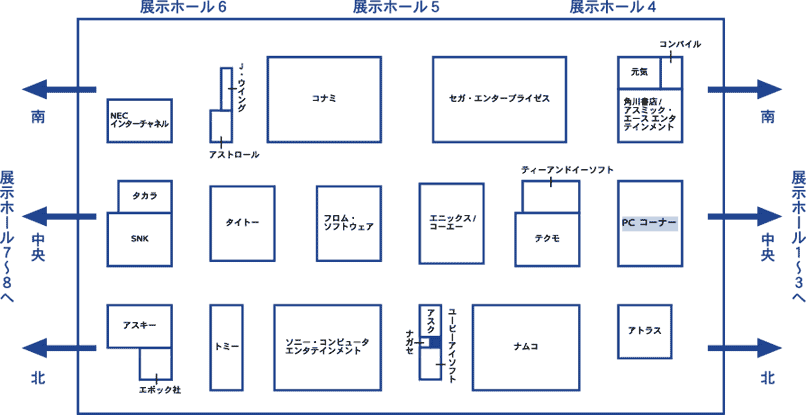 展示ホール 6
展示ホール 5
展示ホール 4
南
NEC
インターチャネル
J・ウイング
アストロール
コナミ
セガ・エンタープライゼス
コンパイル
元気
角川書店/
アスミック・
エース エンタ
テインメント
南
展示ホール7〜8へ
中央
タカラ
SNK
タイトー
フロム・
ソフトウェア
エニックス/
コーエー
ティーアンドイーソフト
テクモ
PC コーナー
中央
展示ホール1〜3へ
北
アスキー
エポック社
トミー
ソニー・コンピュータ
エンタテインメント
アスク
ナガセ
ユービーアイソフト
ナムコ
アトラス
北